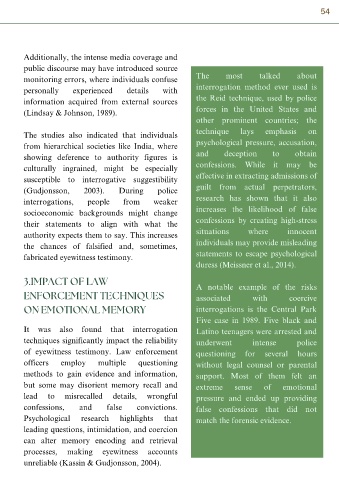 54
Additionally, the intense media coverage and
public discourse may have introduced source
monitoring errors, where individuals confuse
personally experienced details with
information acquired from external sources
(Lindsay & Johnson, 1989).
The studies also indicated that individuals
from hierarchical societies like India, where
showing deference to authority figures is
culturally ingrained, might be especially
susceptible to interrogative suggestibility
(Gudjonsson, 2003). During police
interrogations, people from weaker
socioeconomic backgrounds might change
their statements to align with what the
authority expects them to say. This increases
the chances of falsified and, sometimes,
fabricated eyewitness testimony.
3.IMPACT OF LAW
ENFORCEMENT TECHNIQUES
ON EMOTIONAL MEMORY
It was also found that interrogation
techniques significantly impact the reliability
of eyewitness testimony. Law enforcement
officers employ multiple questioning
methods to gain evidence and information,
but some may disorient memory recall and
lead to misrecalled details, wrongful
confessions, and false convictions.
Psychological research highlights that
leading questions, intimidation, and coercion
can alter memory encoding and retrieval
processes, making eyewitness accounts
unreliable (Kassin & Gudjonsson, 2004).
The most talked about
interrogation method ever used is
the Reid technique, used by police
forces in the United States and
other prominent countries; the
technique lays emphasis on
psychological pressure, accusation,
and deception to obtain
confessions. While it may be
effective in extracting admissions of
guilt from actual perpetrators,
research has shown that it also
increases the likelihood of false
confessions by creating high-stress
situations where innocent
individuals may provide misleading
statements to escape psychological
duress (Meissner et al., 2014).
A notable example of the risks
associated with coercive
interrogations is the Central Park
Five case in 1989. Five black and
Latino teenagers were arrested and
underwent intense police
questioning for several hours
without legal counsel or parental
support. Most of them felt an
extreme sense of emotional
pressure and ended up providing
false confessions that did not
match the forensic evidence.